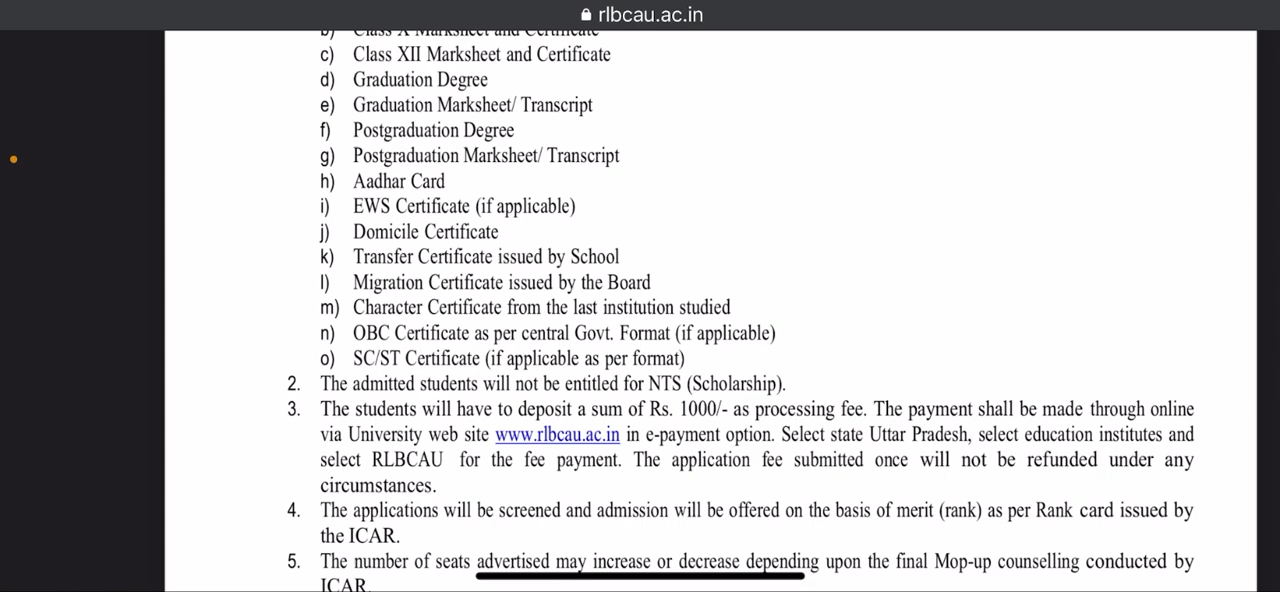 rlbcau.ac.in
b) Class X Marksheet and Certificate
c) Class XII Marksheet and Certificate
d) Graduation Degree
e) Graduation Marksheet/ Transcript
f) Postgraduation Degree
g) Postgraduation Marksheet/ Transcript
h) Aadhar Card
i) EWS Certificate (if applicable)
j) Domicile Certificate
k) Transfer Certificate issued by School
l) Migration Certificate issued by the Board
m) Character Certificate from the last institution studied
n) OBC Certificate as per central Govt. Format (if applicable)
o) SC/ST Certificate (if applicable as per format)
2. The admitted students will not be entitled for NTS (Scholarship).
3. The students will have to deposit a sum of Rs. 1000/- as processing fee. The payment shall be made through online
via University web site www.rlbcau.ac.in in e-payment option. Select state Uttar Pradesh, select education institutes and
select RLBCAU for the fee payment. The application fee submitted once will not be refunded under any
circumstances.
4. The applications will be screened and admission will be offered on the basis of merit (rank) as per Rank card issued by
the ICAR.
5. The number of seats advertised may increase or decrease depending upon the final Mop-up counselling conducted by
ICAR.